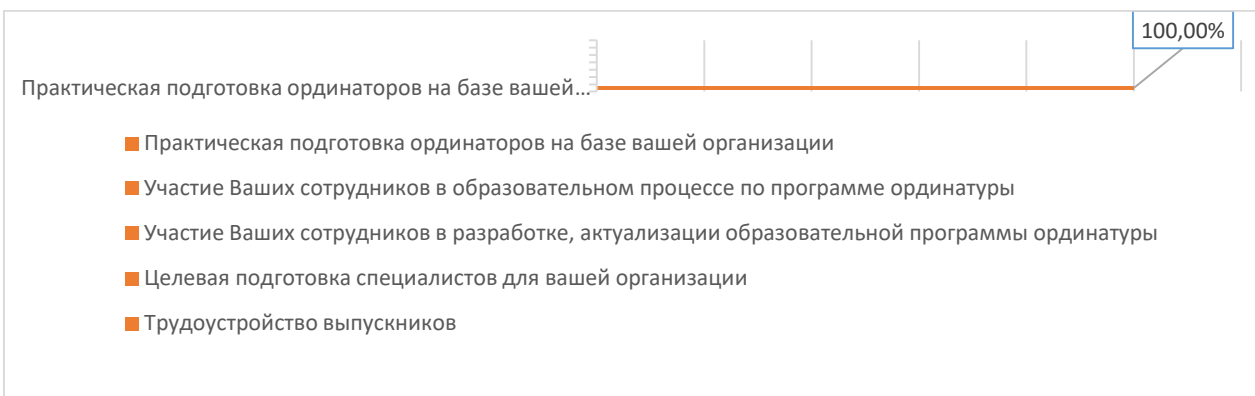 100,00%
Практическая подготовка ординаторов на базе вашей...
Практическая подготовка ординаторов на базе вашей организации
Участие Ваших сотрудников в образовательном процессе по программе ординатуры
Участие Ваших сотрудников в разработке, актуализации образовательной программы ординатуры
Целевая подготовка специалистов для вашей организации
Трудоустройство выпускников